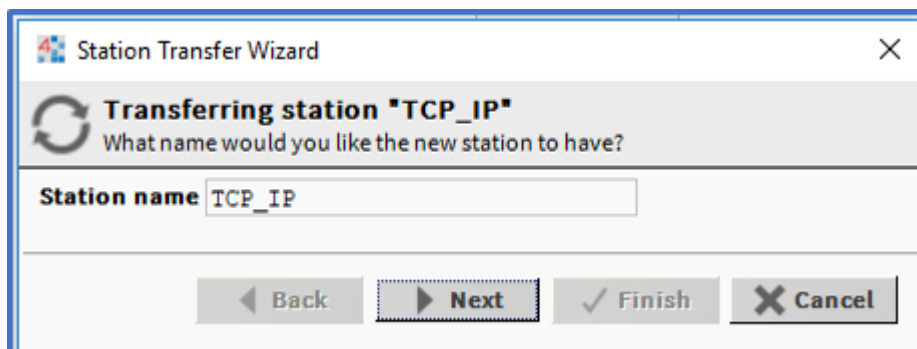 Station Transfer Wizard
Transferring station "TCP_IP"
What name would you like the new station to have?
Station name TCP_IP
Back Next Finish Cancel